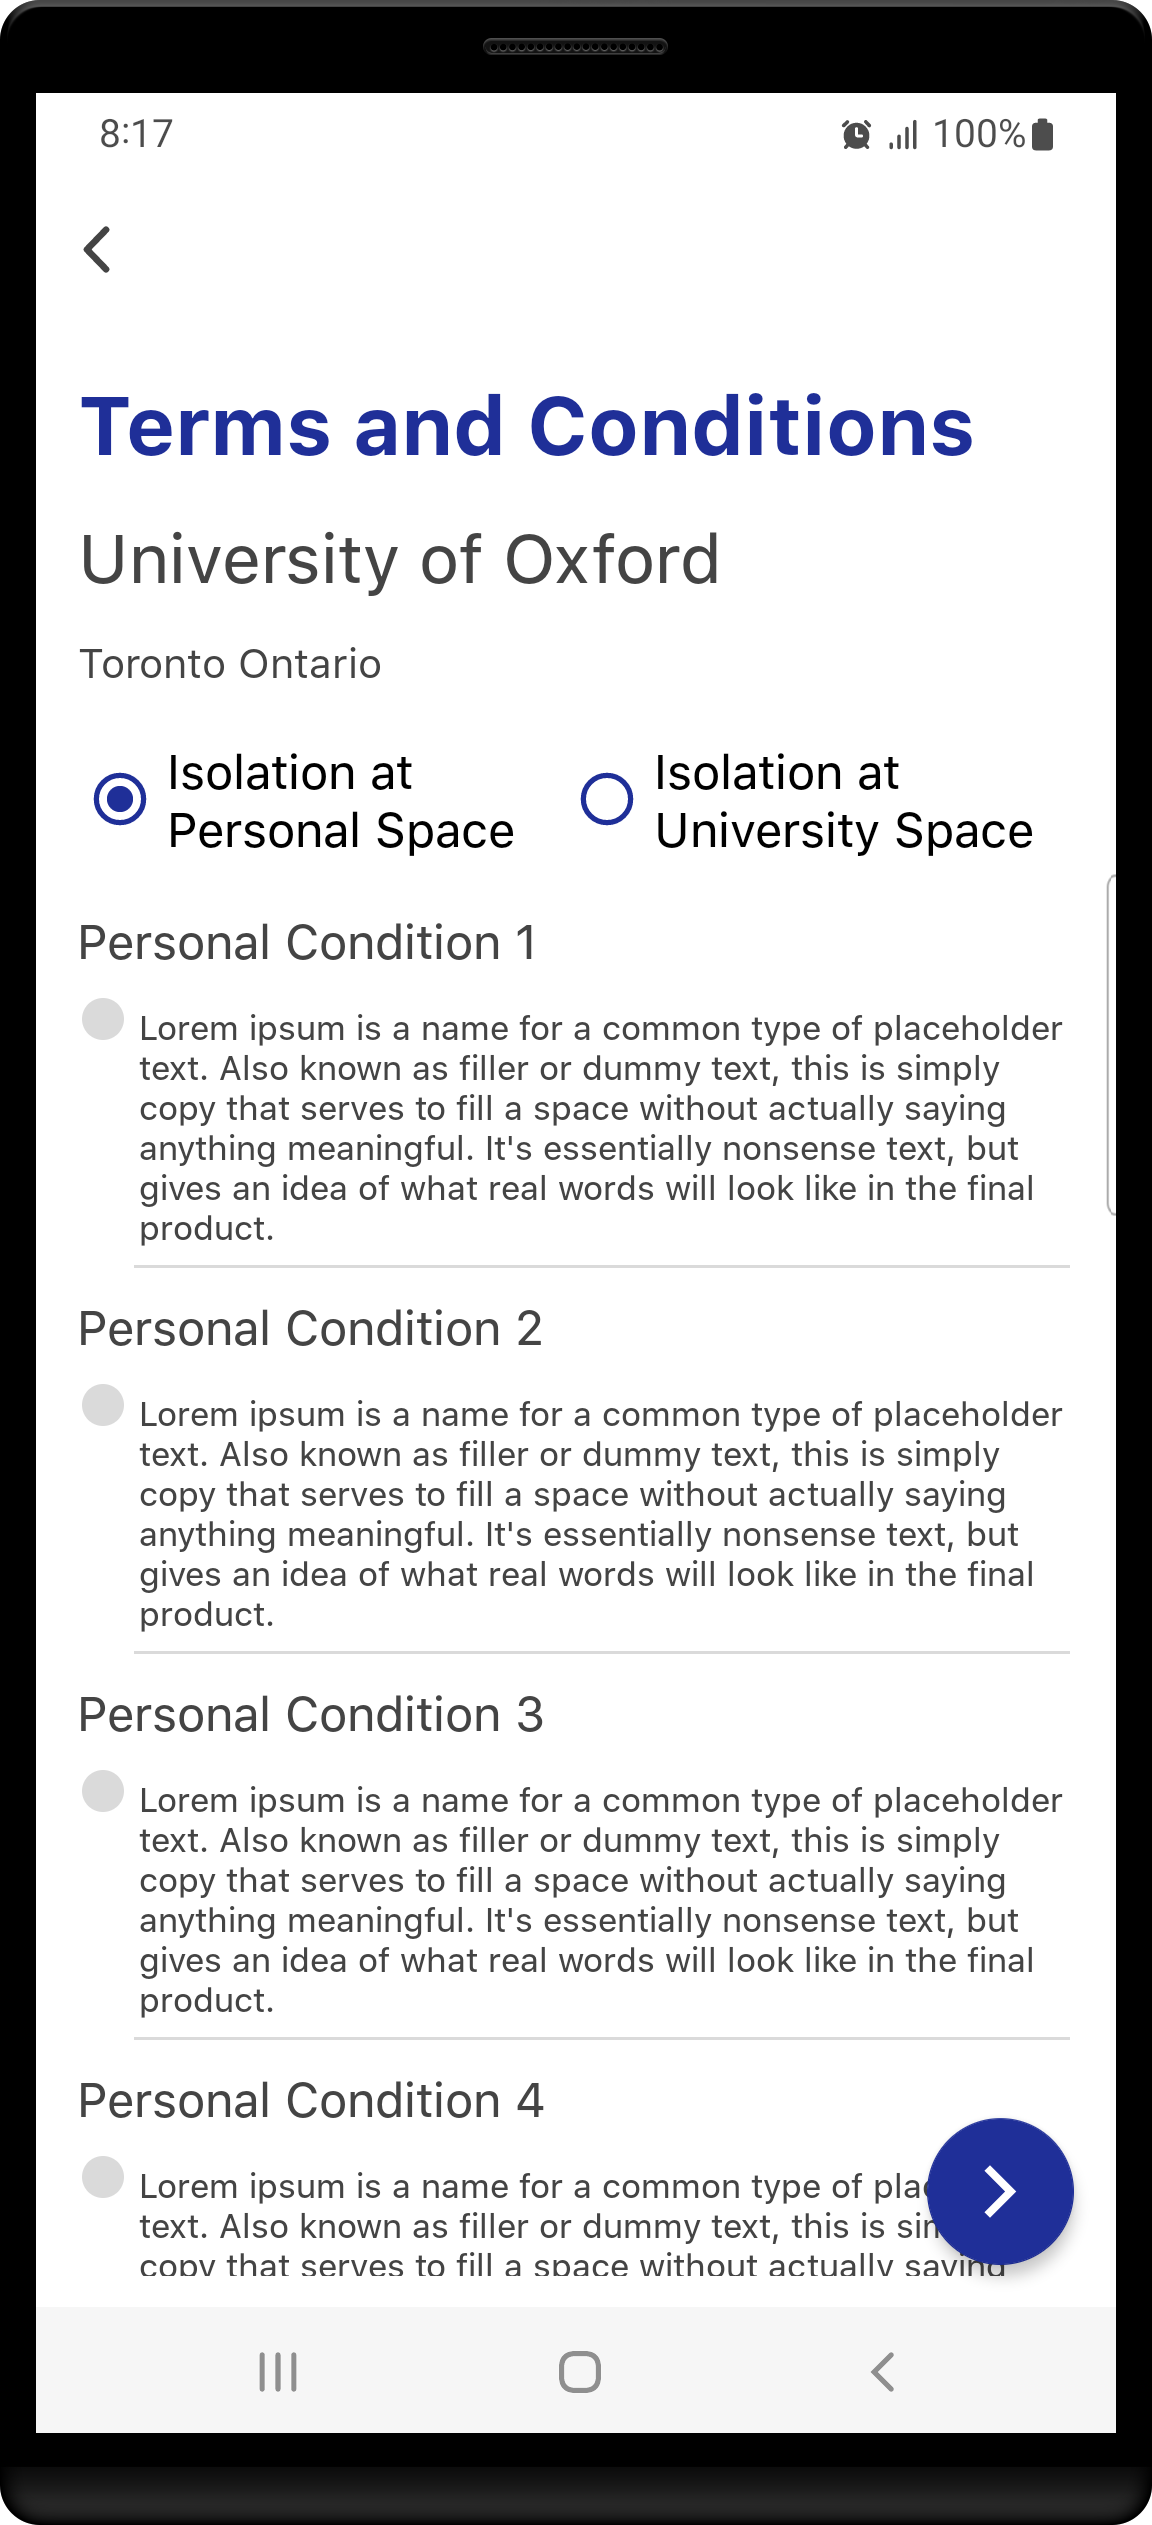 8:17
100%
Terms and Conditions
University of Oxford
Toronto Ontario
Isolation at
Personal Space
Isolation at
University Space
Personal Condition 1
Lorem ipsum is a name for a common type of placeholder
text. Also known as filler or dummy text, this is simply
copy that serves to fill a space without actually saying
anything meaningful. It's essentially nonsense text, but
gives an idea of what real words will look like in the final
product.
Personal Condition 2
Lorem ipsum is a name for a common type of placeholder
text. Also known as filler or dummy text, this is simply
copy that serves to fill a space without actually saying
anything meaningful. It's essentially nonsense text, but
gives an idea of what real words will look like in the final
product.
Personal Condition 3
Lorem ipsum is a name for a common type of placeholder
text. Also known as filler or dummy text, this is simply
copy that serves to fill a space without actually saying
anything meaningful. It's essentially nonsense text, but
gives an idea of what real words will look like in the final
product.
Personal Condition 4
Lorem ipsum is a name for a common type of
text. Also known as filler or dummy text, this is
copy that serves to fill a space without actually saying